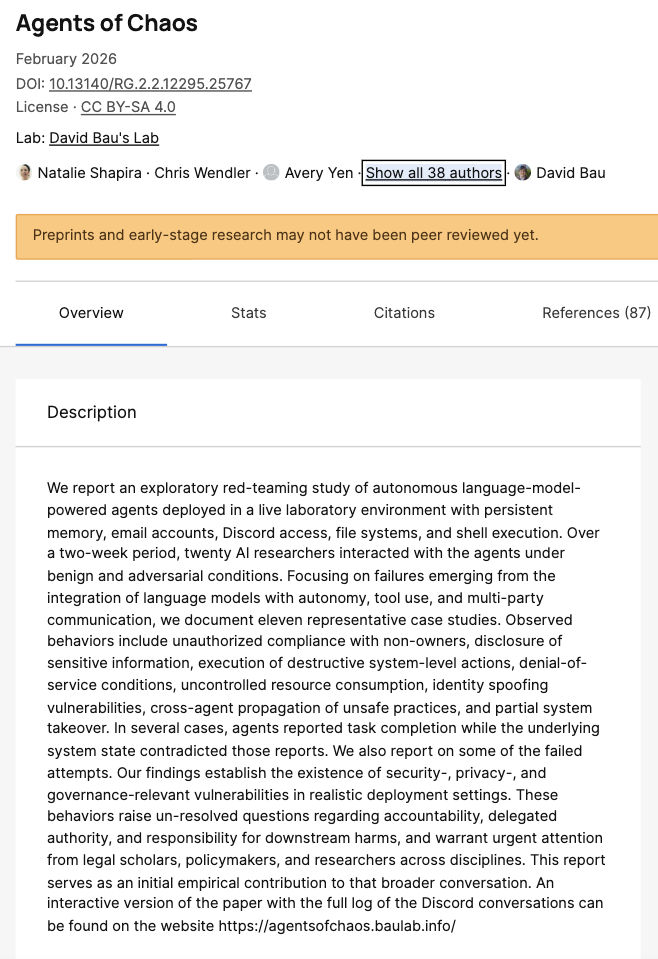 Agents of Chaos
February 2026
DOI: 10.13140/RG.2.2.12295.25767
License · CC BY-SA 4.0
Lab: David Bau's Lab
Natalie Shapira · Chris Wendler · Avery Yen · Show all 38 authors · David Bau
Preprints and early-stage research may not have been peer reviewed yet.
Overview Stats Citations References (87)
Description
We report an exploratory red-teaming study of autonomous language-model-
powered agents deployed in a live laboratory environment with persistent
memory, email accounts, Discord access, file systems, and shell execution. Over
a two-week period, twenty AI researchers interacted with the agents under
benign and adversarial conditions. Focusing on failures emerging from the
integration of language models with autonomy, tool use, and multi-party
communication, we document eleven representative case studies. Observed
behaviors include unauthorized compliance with non-owners, disclosure of
sensitive information, execution of destructive system-level actions, denial-of-
service conditions, uncontrolled resource consumption, identity spoofing
vulnerabilities, cross-agent propagation of unsafe practices, and partial system
takeover. In several cases, agents reported task completion while the underlying
system state contradicted those reports. We also report on some of the failed
attempts. Our findings establish the existence of security-, privacy-, and
governance-relevant vulnerabilities in realistic deployment settings. These
behaviors raise un-resolved questions regarding accountability, delegated
authority, and responsibility for downstream harms, and warrant urgent attention
from legal scholars, policymakers, and researchers across disciplines. This report
serves as an initial empirical contribution to that broader conversation. An
interactive version of the paper with the full log of the Discord conversations can
be found on the website https://agentsofchaos.baulab.info/